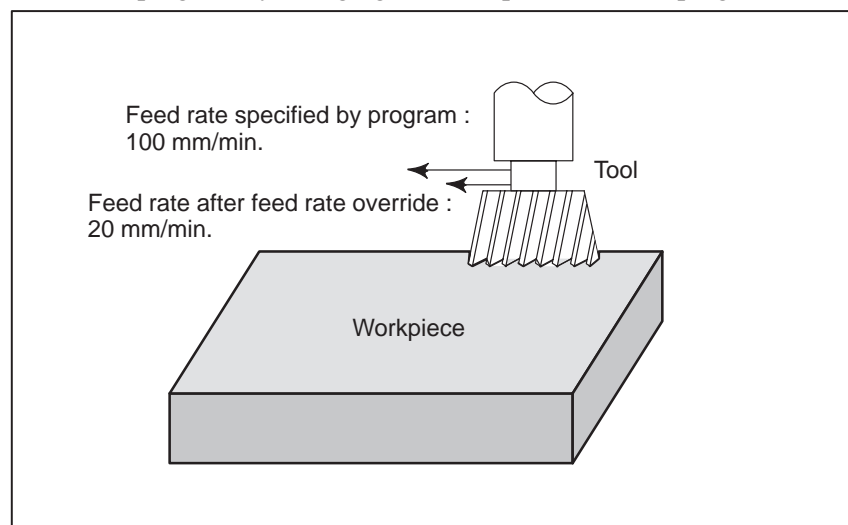 Feed rate specified by program :
100 mm/min.
Tool
Feed rate after feed rate override :
20 mm/min.
Workpiece